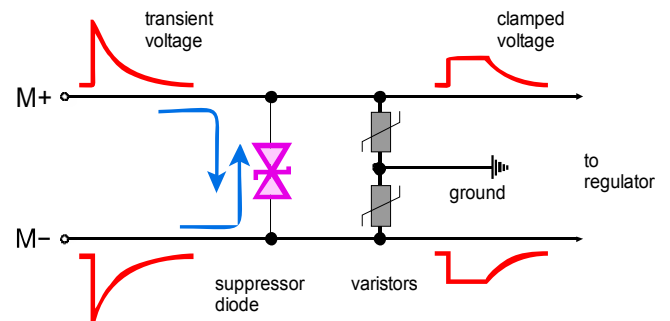 transient
voltage
clamped
voltage
M+
to
regulator
ground
M−
suppressor
diode
varistors